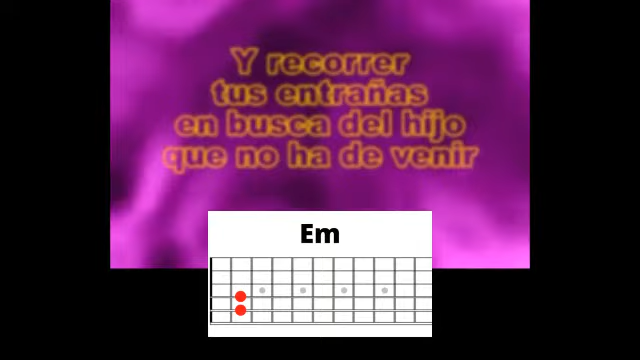 Y recorrer
tus entrañas
en busca del hijo
que no ha de venir
Em